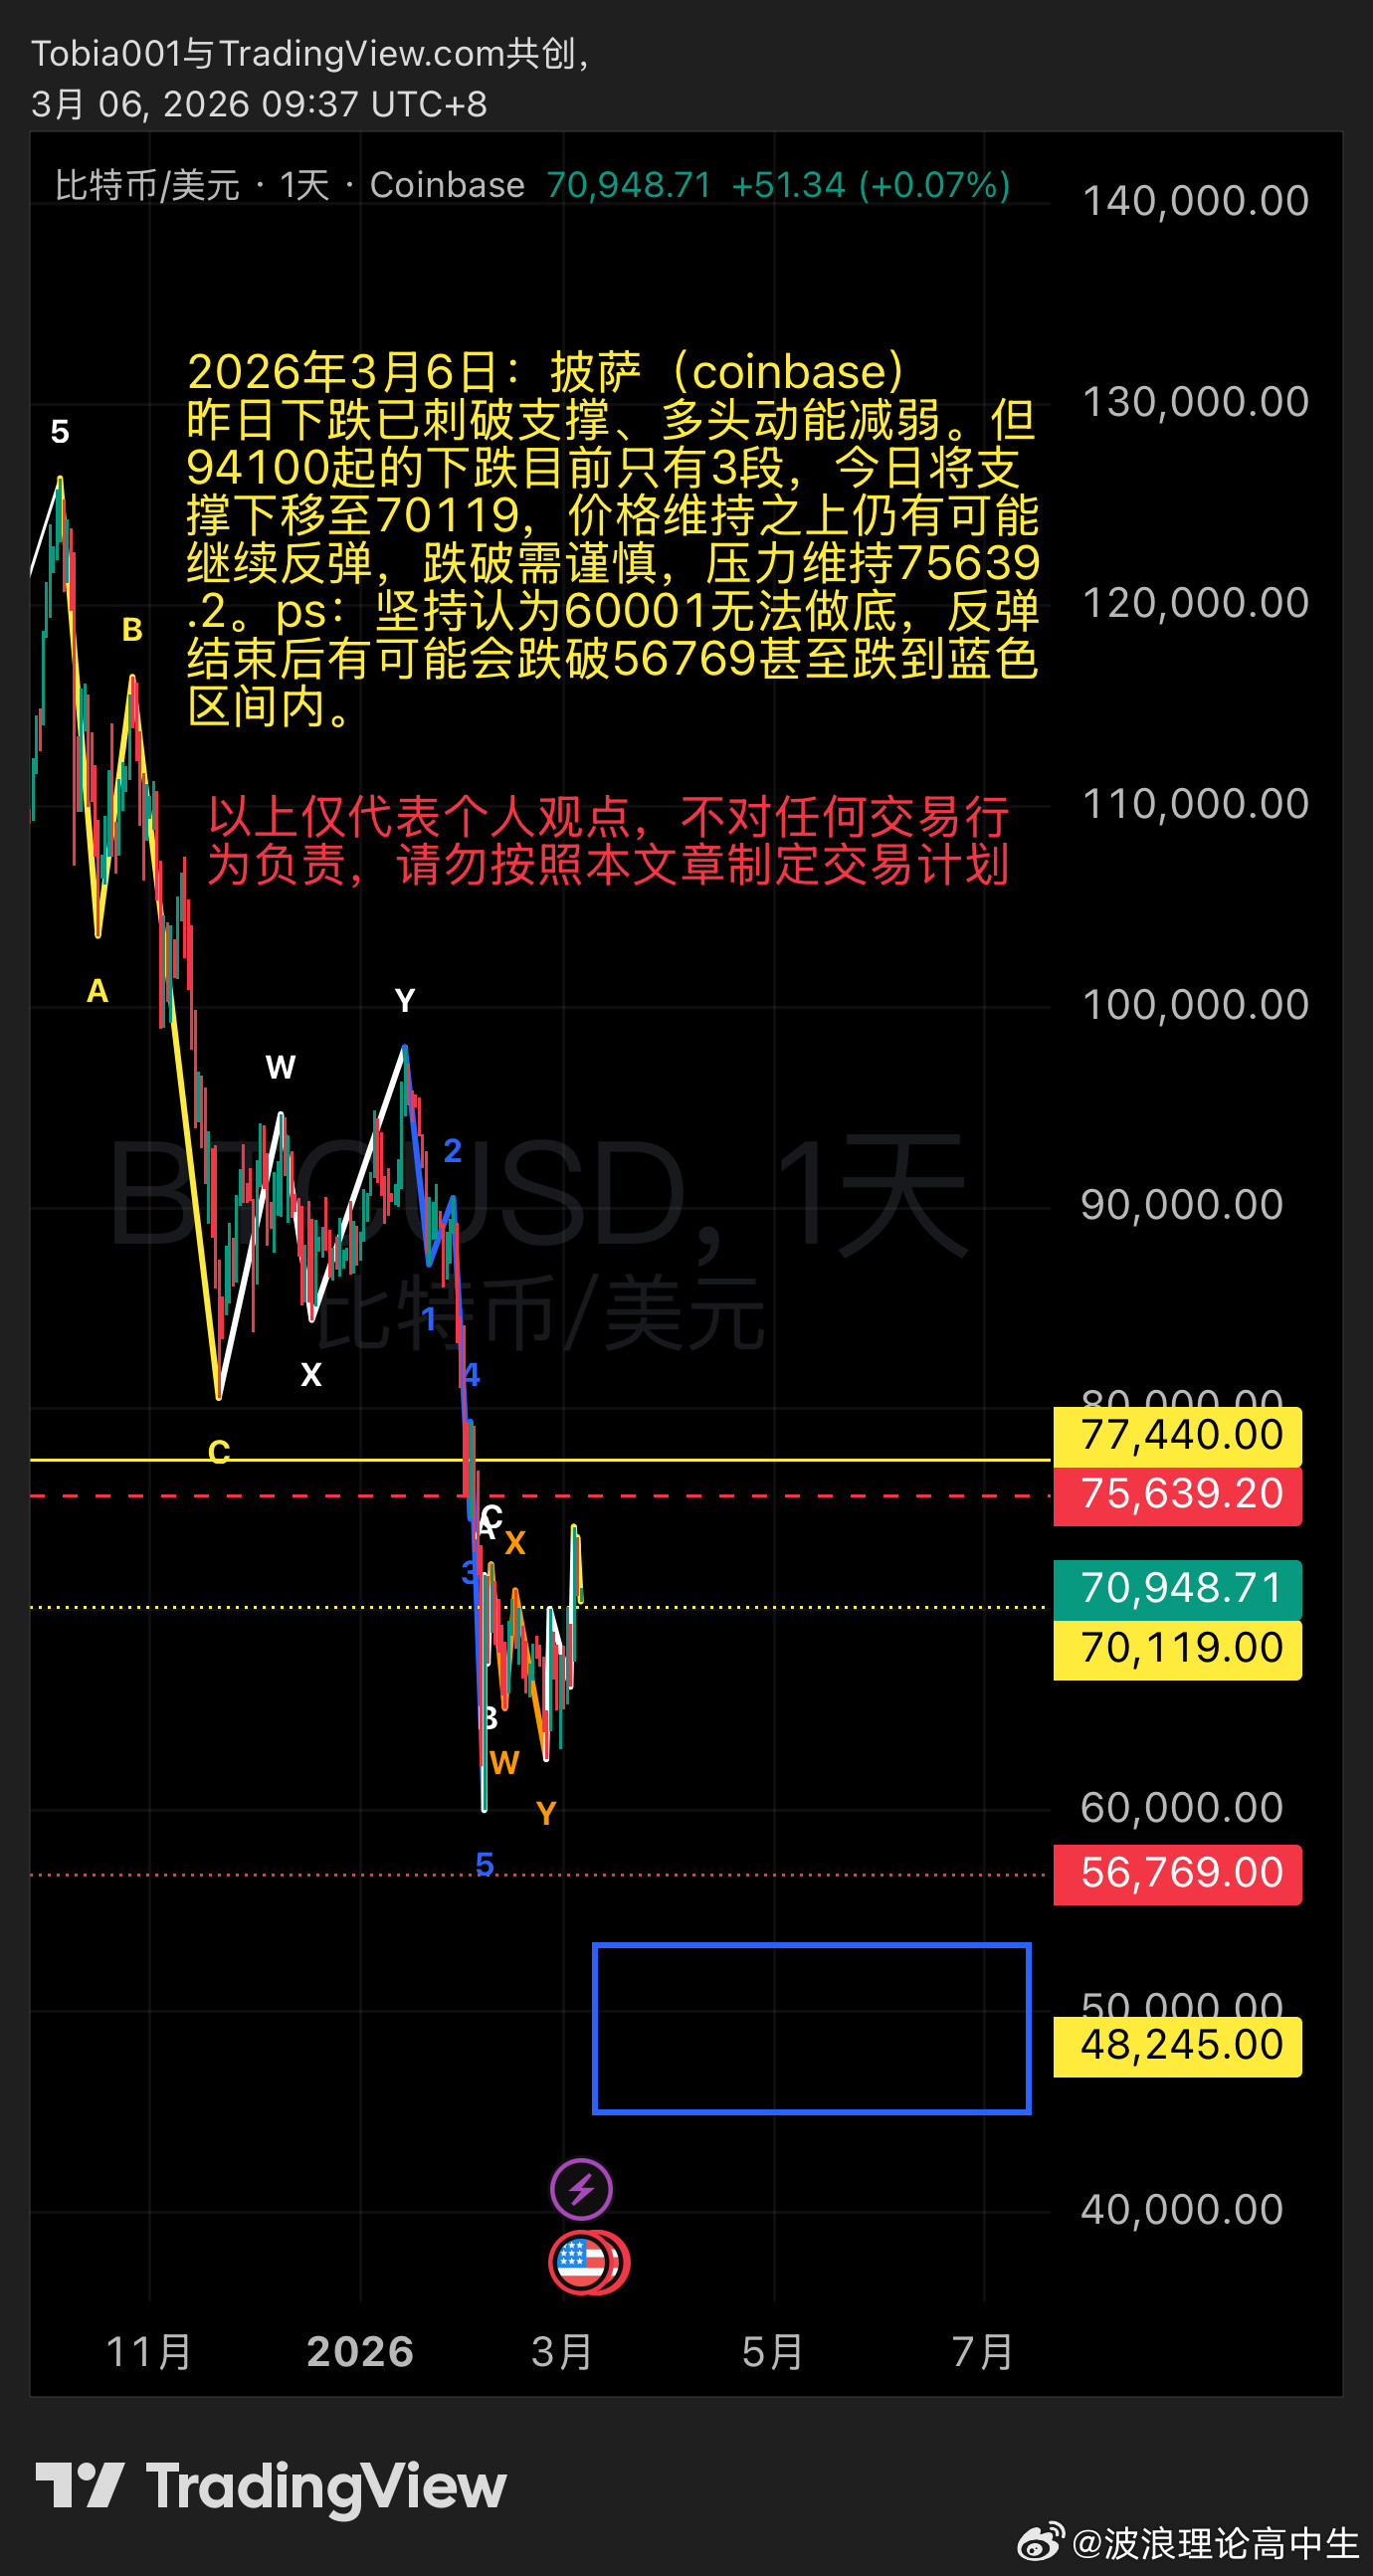 Tobia001与TradingView.com共创，
3月 06, 2026 09:37 UTC+8
比特币/美元 · 1天 · Coinbase 70,948.71 +51.34 (+0.07%)
140,000.00
2026年3月6日：披萨（coinbase）
昨日下跌已刺破支撑、多头动能减弱。但
94100起的下跌目前只有3段，今日将支
撑下移至70119，价格维持之上仍有可能
继续反弹，跌破需谨慎，压力维持75639
.2。ps：坚持认为60001无法做底，反弹
结束后有可能会跌破56769甚至跌到蓝色
区间内。
130,000.00
5
120,000.00
B
以上仅代表个人观点，不对任何交易行
为负责，请勿按照本文章制定交易计划
110,000.00
A
Y
100,000.00
W
BTCUSD, 1天
2
90,000.00
比特币/美元
1
X
4
80,000.00
C
77,440.00
75,639.20
A
C
X
3
70,948.71
70,119.00
B
W
Y
60,000.00
5
56,769.00
50,000.00
48,245.00
40,000.00
11月 2026 3月 5月 7月
TradingView
@波浪理论高中生